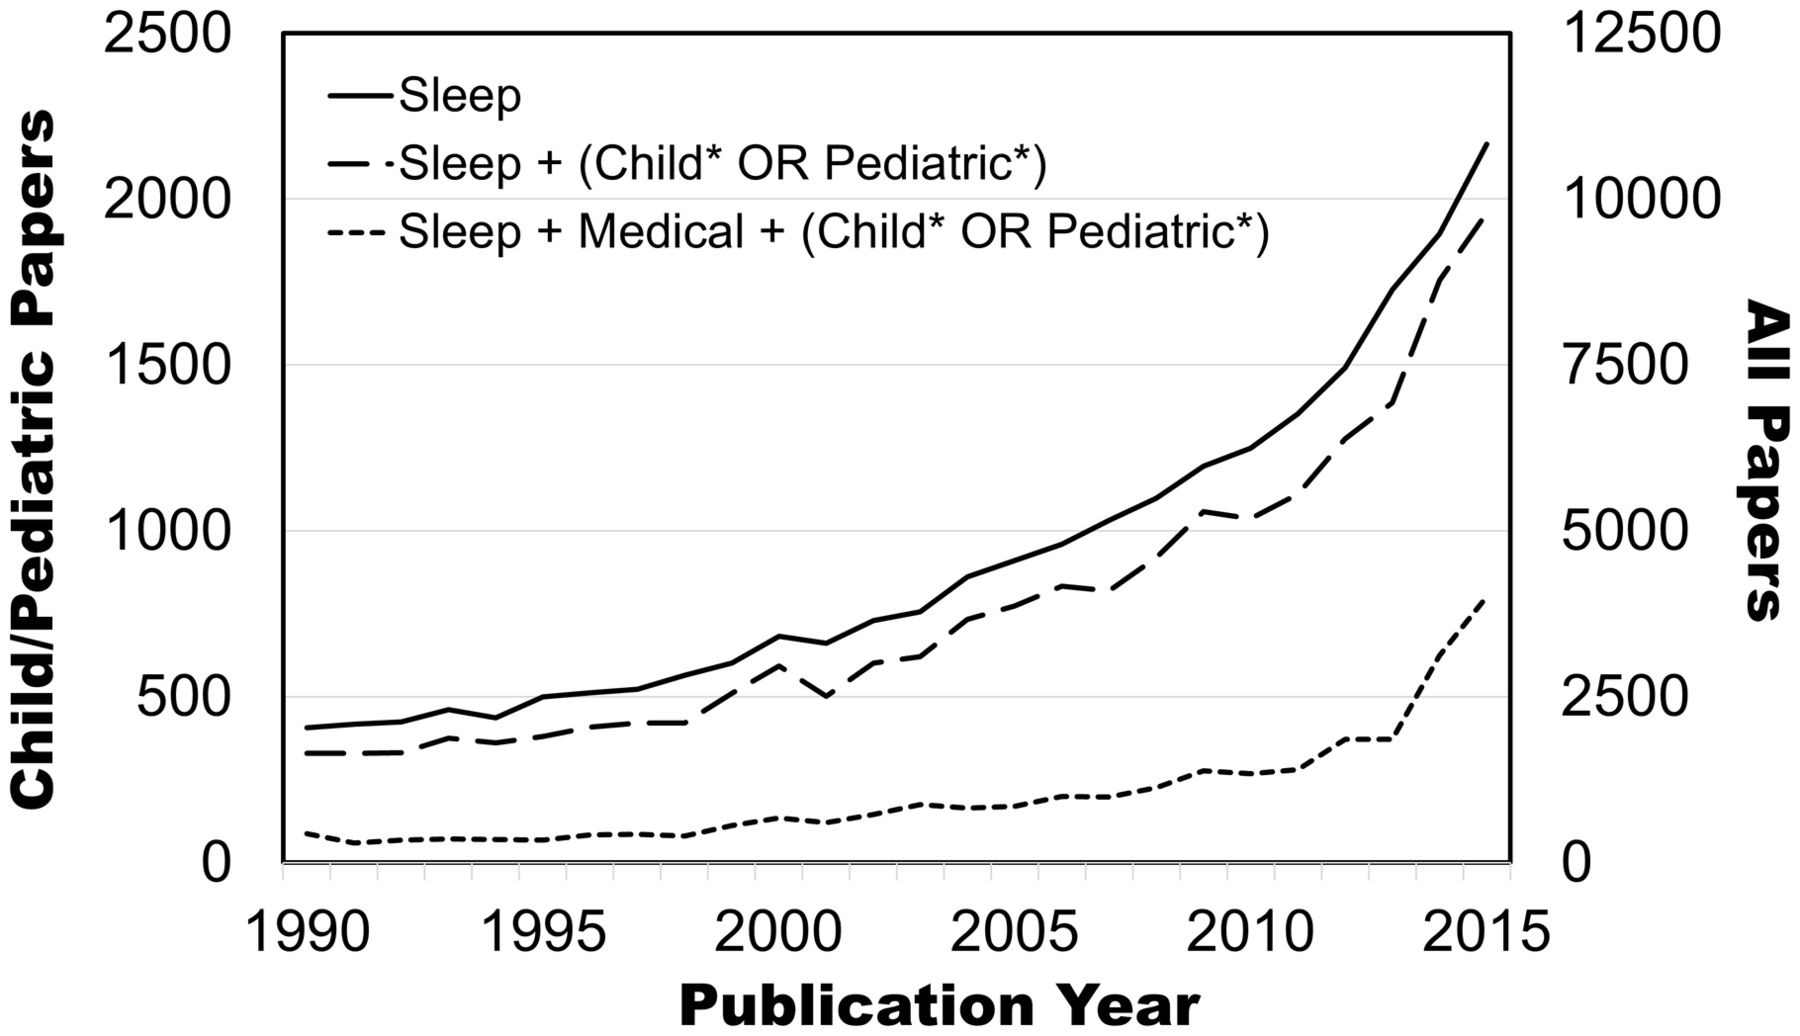 2500
2000
1500
1000
500
0
Child/Pediatric Papers
Sleep
Sleep + (Child* OR Pediatric*)
Sleep + Medical + (Child* OR Pediatric*)
12500
10000
7500
5000
2500
0
All Papers
1990 1995 2000 2005 2010 2015
Publication Year